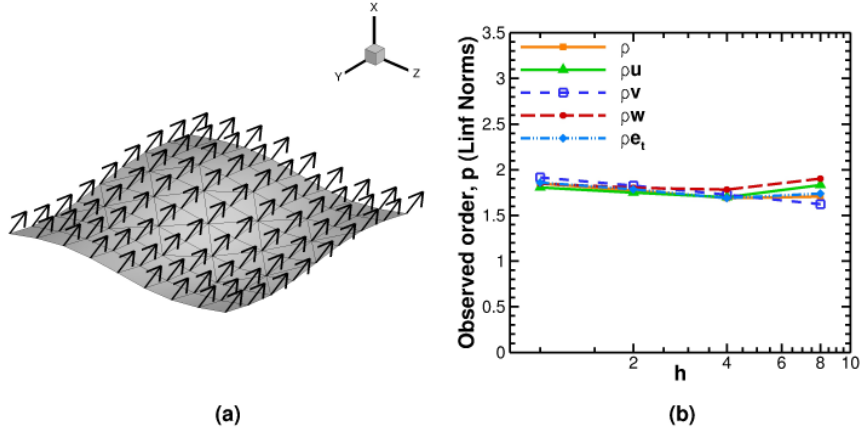 X
Y
Z
(a)
Observed order, p (Linf Norms)
3.5
3
2.5
2
1.5
1
0.5
0
ρ
ρu
ρv
ρw
ρe_t
2
4
6
8
10
h
(b)